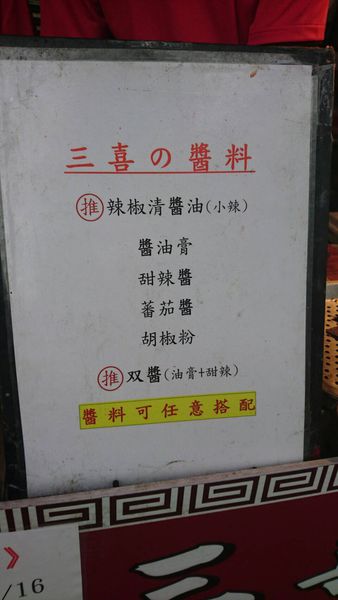 三喜の醬料
推 辣椒清醬油(小辣)
醬油膏
甜辣醬
蕃茄醬
胡椒粉
推 双醬(油膏+甜辣)
醬料可任意搭配
》
/16
三